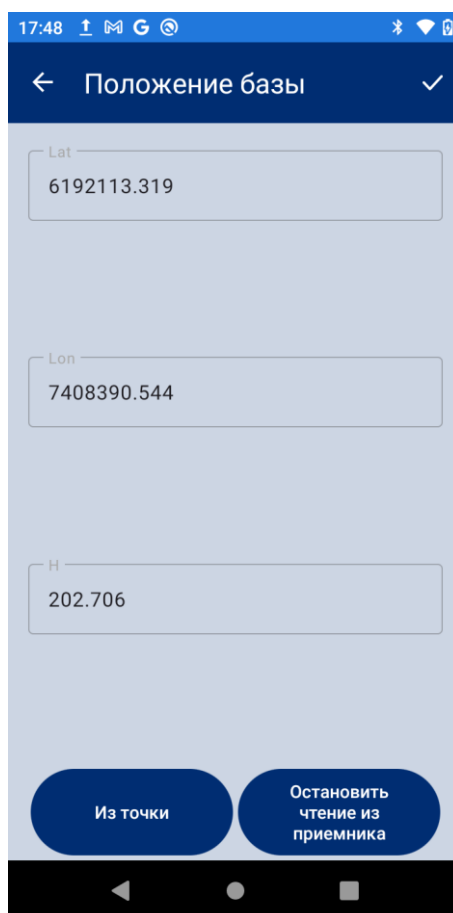 17:48
Положение базы
Lat
6192113.319
Lon
7408390.544
H
202.706
Из точки
Остановить
чтение из
приемника